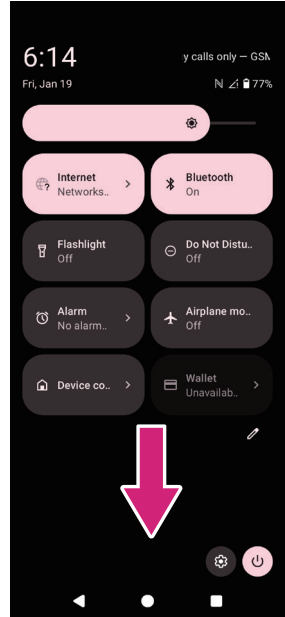 6:14
y calls only — GSM
Fri, Jan 19
77%
Internet
Networks..
Bluetooth
On
Flashlight
Off
Do Not Distu..
Off
Alarm
No alarm..
Airplane mo..
Off
Device co..
Wallet
Unavailab..